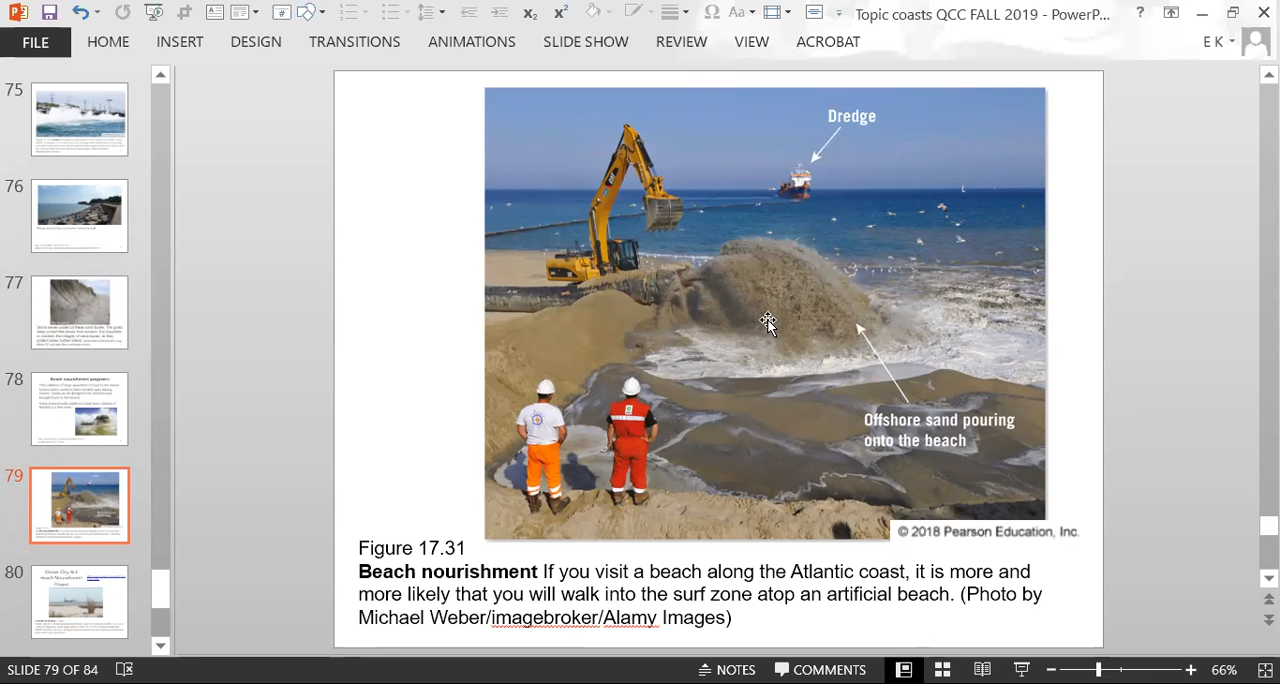 Topic coasts QCC FALL 2019 - PowerP...
FILE
HOME
INSERT
DESIGN
TRANSITIONS
ANIMATIONS
SLIDE SHOW
REVIEW
VIEW
ACROBAT
E K
75
76
77
78
Beach nourishment programs
79
80
Dredge
Offshore sand pouring
onto the beach
© 2018 Pearson Education, Inc.
Figure 17.31
Beach nourishment If you visit a beach along the Atlantic coast, it is more and
more likely that you will walk into the surf zone atop an artificial beach. (Photo by
Michael Weber/imagebroker/Alamy Images)
SLIDE 79 OF 84
NOTES
COMMENTS
66%